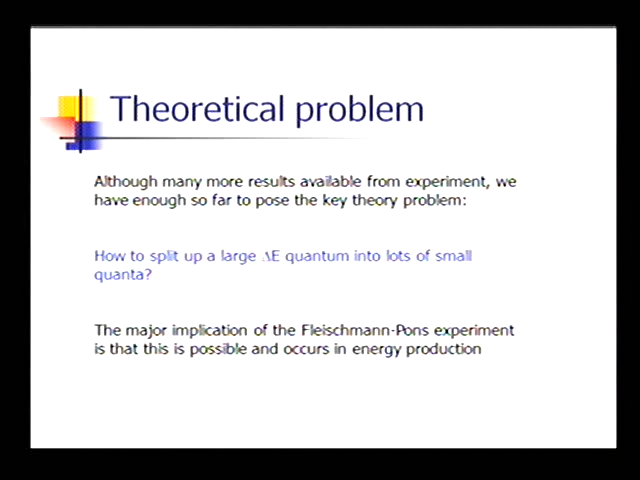 Theoretical problem
Although many more results available from experiment, we
have enough so far to pose the key theory problem:
How to split up a large ΔE quantum into lots of small
quanta?
The major implication of the Fleischmann-Pons experiment
is that this is possible and occurs in energy production